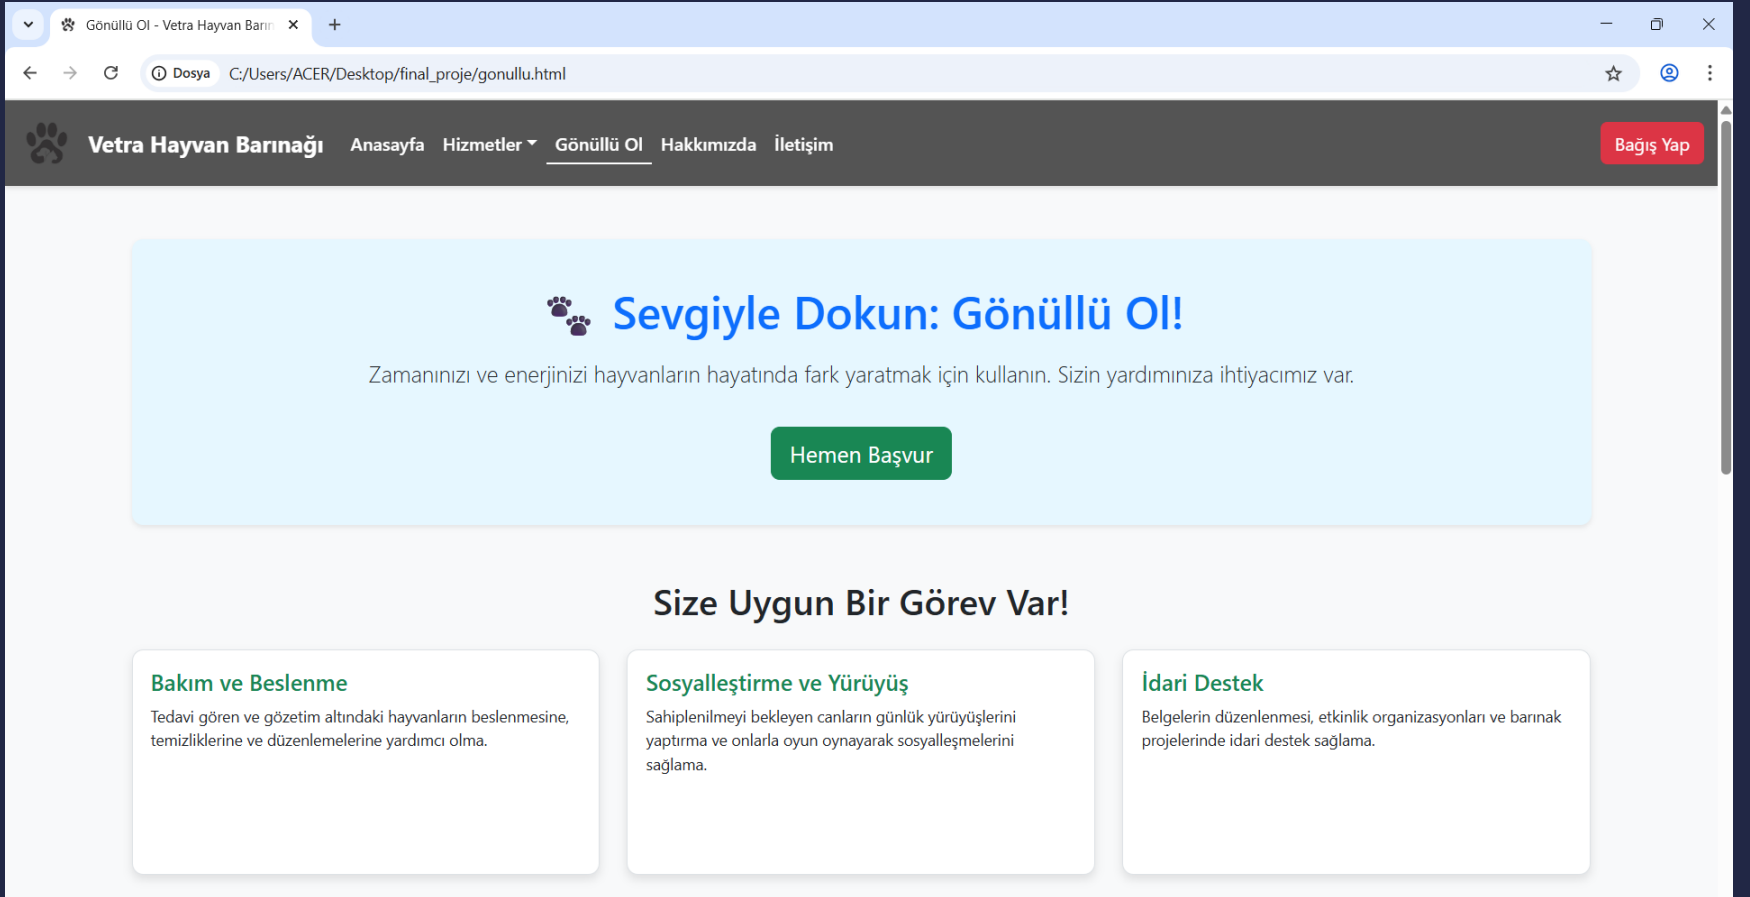 Gönüllü Ol - Vetra Hayvan Barın
Dosya C:/Users/ACER/Desktop/final_proje/gonullu.html
Vetra Hayvan Barınağı Anasayfa Hizmetler Gönüllü Ol Hakkımızda İletişim Bağış Yap
Sevgiyle Dokun: Gönüllü Ol!
Zamanınızı ve enerjinizi hayvanların hayatında fark yaratmak için kullanın. Sizin yardımınıza ihtiyacımız var.
Hemen Başvur
Size Uygun Bir Görev Var!
Bakım ve Beslenme
Tedavi gören ve gözetim altındaki hayvanların beslenmesine,
temizliklerine ve düzenlemelerine yardımcı olma.
Sosyalleştirme ve Yürüyüş
Sahiplenilmeyi bekleyen canların günlük yürüyüşlerini
yaptırma ve onlarla oyun oynayarak sosyalleşmelerini
sağlama.
İdari Destek
Belgelerin düzenlenmesi, etkinlik organizasyonları ve barınak
projelerinde idari destek sağlama.